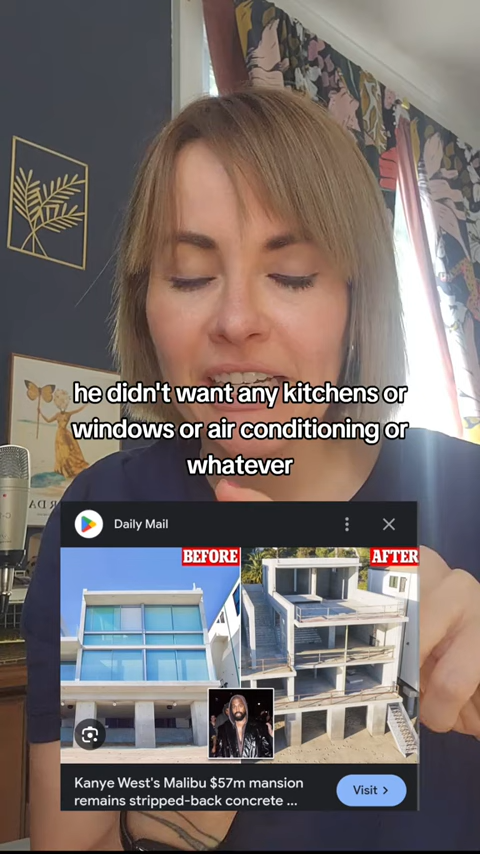 he didn't want any kitchens or
windows or air conditioning or
whatever
Daily Mail
BEFORE
AFTER
Kanye West's Malibu $57m mansion
remains stripped-back concrete ...
Visit >